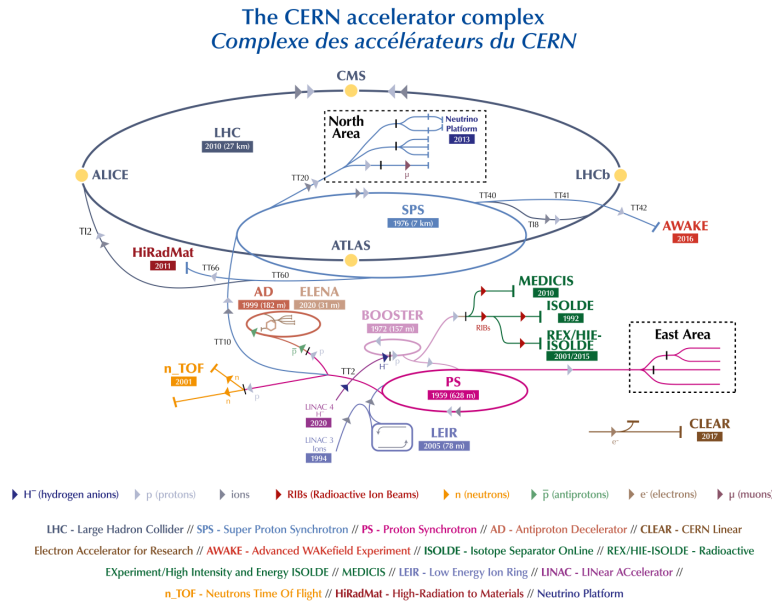 The CERN accelerator complex
Complexe des accélérateurs du CERN
CMS
North
Area
Neutrino
Platform
2013
LHC
2010 (27 km)
μ
ALICE
TT20
LHCb
TT40
TT41
SPS
1976 (7 km)
TT42
TI2
TI8
AWAKE
2016
ATLAS
HiRadMat
2011
TT66
TT60
MEDICIS
2010
AD
1999 (182 m)
ELENA
2020 (31 m)
ISOLDE
1992
BOOSTER
1972 (157 m)
RIBs
REX/HIE-
ISOLDE
2001/2015
East Area
TT10
p̅
p
H⁻
p
n_TOF
2001
TT2
PS
1959 (628 m)
n
n
p
LINAC 4
H⁻
2020
LEIR
2005 (78 m)
LINAC 3
Ions
1994
CLEAR
2017
e⁻
H⁻ (hydrogen anions)
p (protons)
ions
RIBs (Radioactive Ion Beams)
n (neutrons)
p̅ (antiprotons)
e⁻ (electrons)
μ (muons)
LHC - Large Hadron Collider // SPS - Super Proton Synchrotron // PS - Proton Synchrotron // AD - Antiproton Decelerator // CLEAR - CERN Linear
Electron Accelerator for Research // AWAKE - Advanced WAKefield Experiment // ISOLDE - Isotope Separator OnLine // REX/HIE-ISOLDE - Radioactive
EXperiment/High Intensity and Energy ISOLDE // MEDICIS // LEIR - Low Energy Ion Ring // LINAC - LINear ACcelerator //
n_TOF - Neutrons Time Of Flight // HiRadMat - High-Radiation to Materials // Neutrino Platform